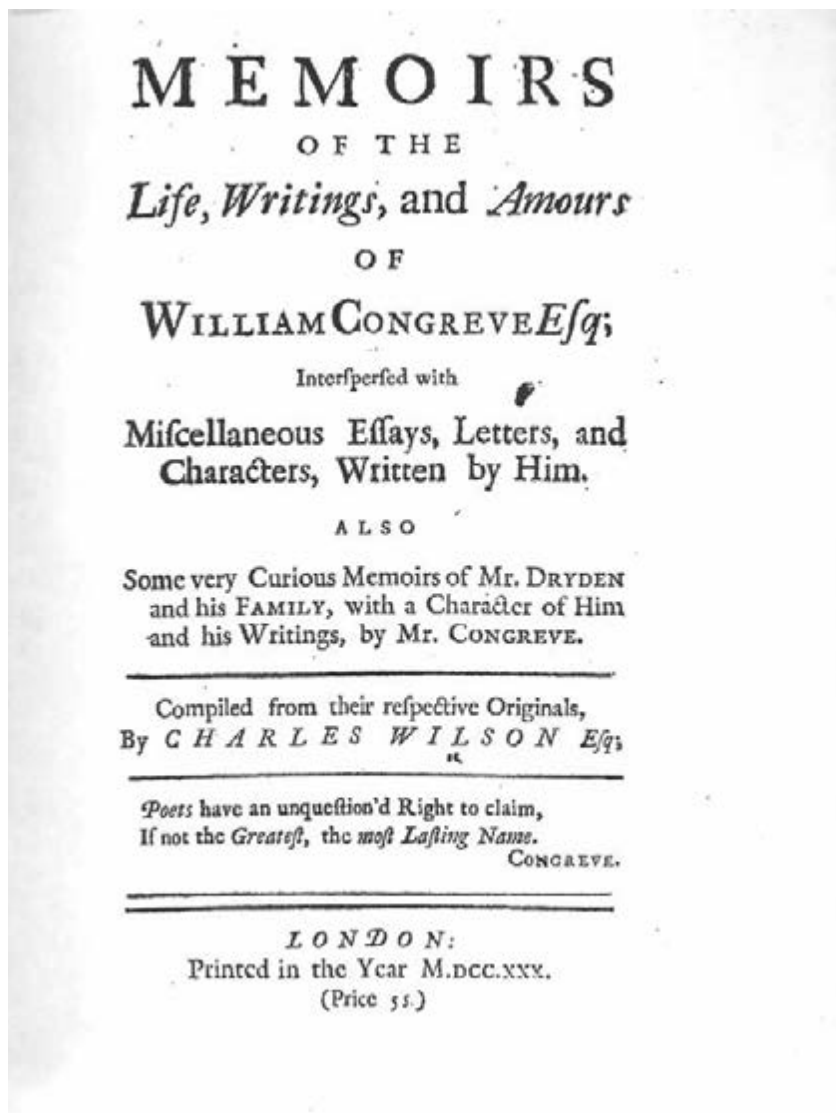 MEMOIRS
OF THE
Life, Writings, and Amours
OF
WILLIAM CONGREVE Eſq;
Interſperſed with
Miſcellaneous Eſſays, Letters, and
Characters, Written by Him.
ALSO
Some very Curious Memoirs of Mr. DRYDEN
and his FAMILY, with a Character of Him
and his Writings, by Mr. CONGREVE.
Compiled from their reſpective Originals,
By CHARLES WILSON Eſq;
Poets have an unqueſtion'd Right to claim,
If not the Greateſt, the moſt Laſting Name.
CONGREVE.
LONDON:
Printed in the Year M.DCC.XXX.
(Price 5s.)